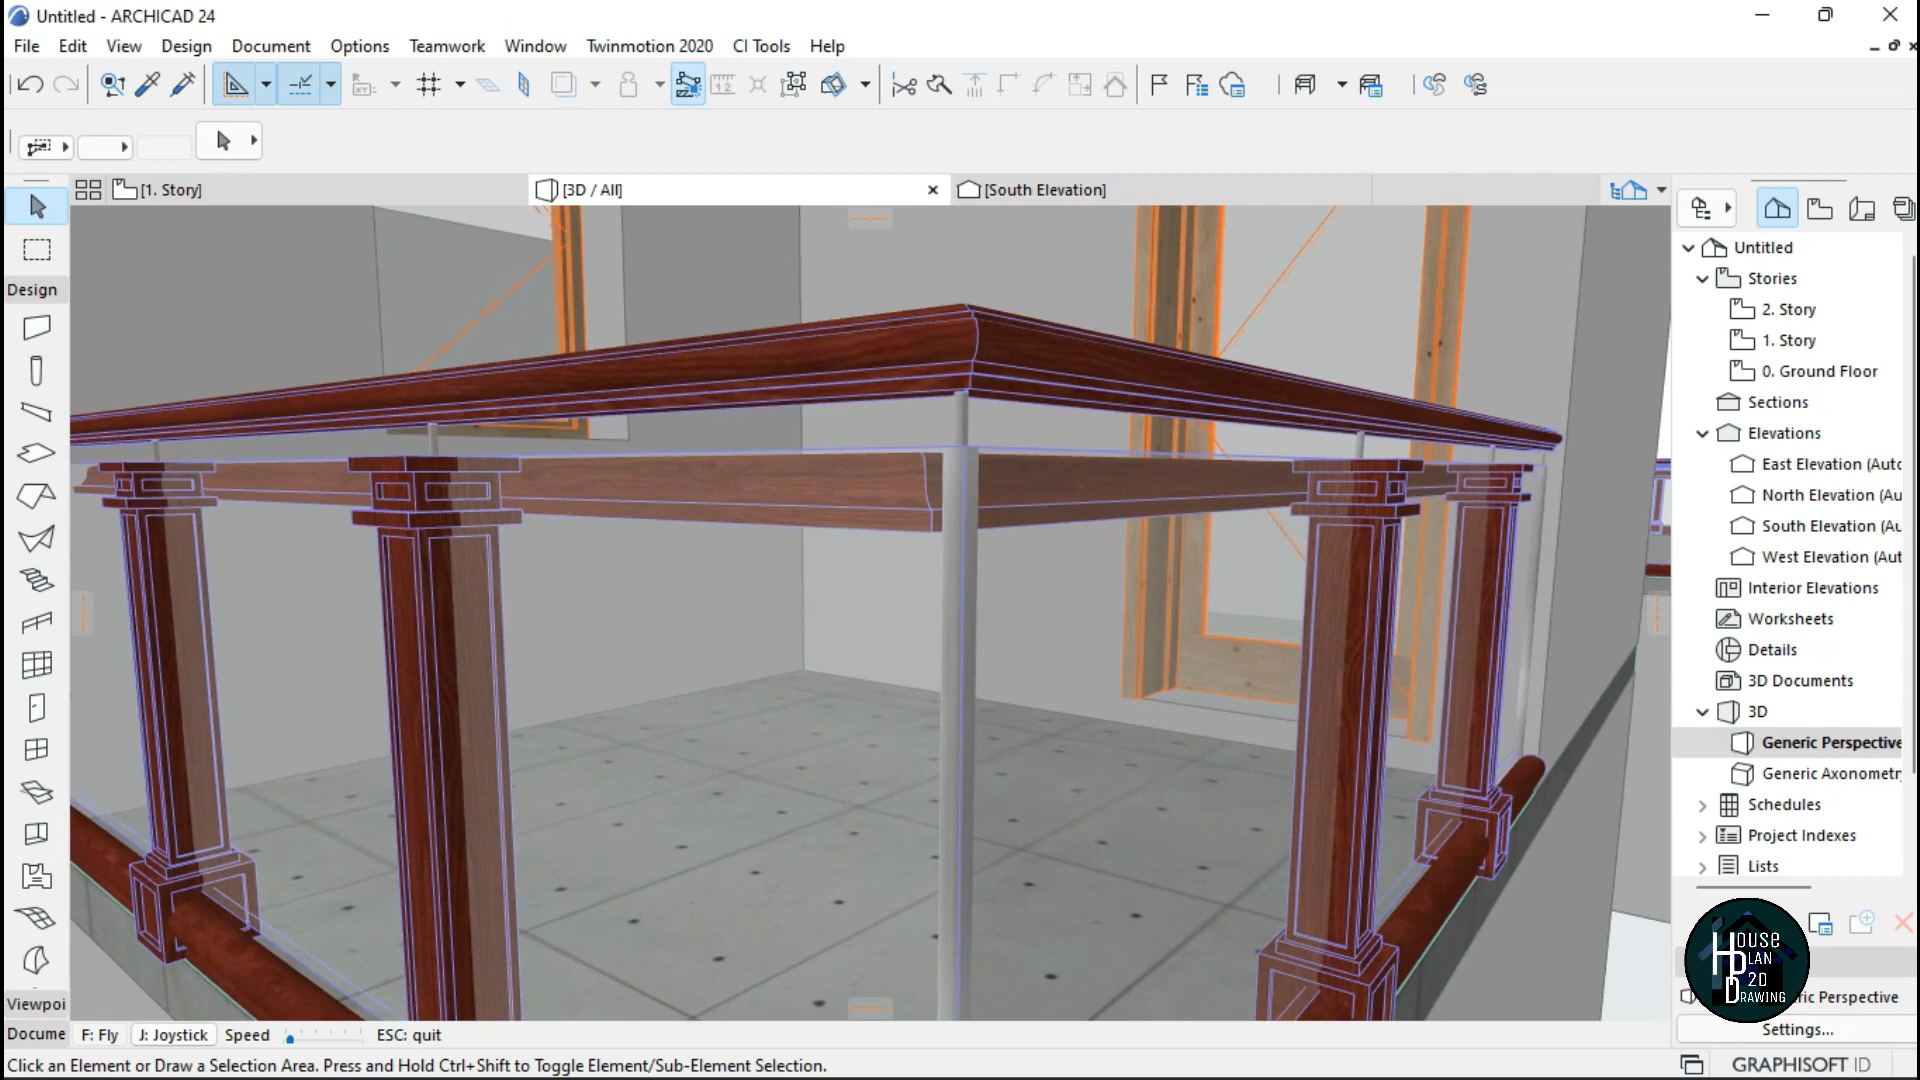 Untitled - ARCHICAD 24
File Edit View Design Document Options Teamwork Window Twinmotion 2020 CI Tools Help
[1. Story]
[3D / All]
[South Elevation]
Design
Untitled
Stories
2. Story
1. Story
0. Ground Floor
Sections
Elevations
East Elevation (Auto
North Elevation (Au
South Elevation (Au
West Elevation (Aut
Interior Elevations
Worksheets
Details
3D Documents
3D
Generic Perspective
Generic Axonometr
Schedules
Project Indexes
Lists
HOUSE
PLAN
2D
DRAWING
ric Perspective
Settings...
Viewpoi
Docume
F: Fly J: Joystick Speed ESC: quit
Click an Element or Draw a Selection Area. Press and Hold Ctrl+Shift to Toggle Element/Sub-Element Selection.
GRAPHISOFT ID